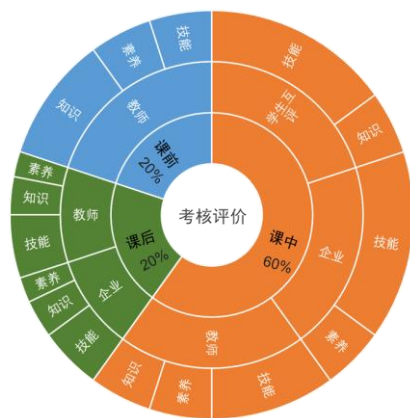 考核评价
课前
20%
课中
60%
课后
20%
教师
知识
素养
技能
学生互评
技能
知识
企业
技能
素养
教师
技能
素养
知识
企业
技能
知识
素养
教师
技能
知识
素养